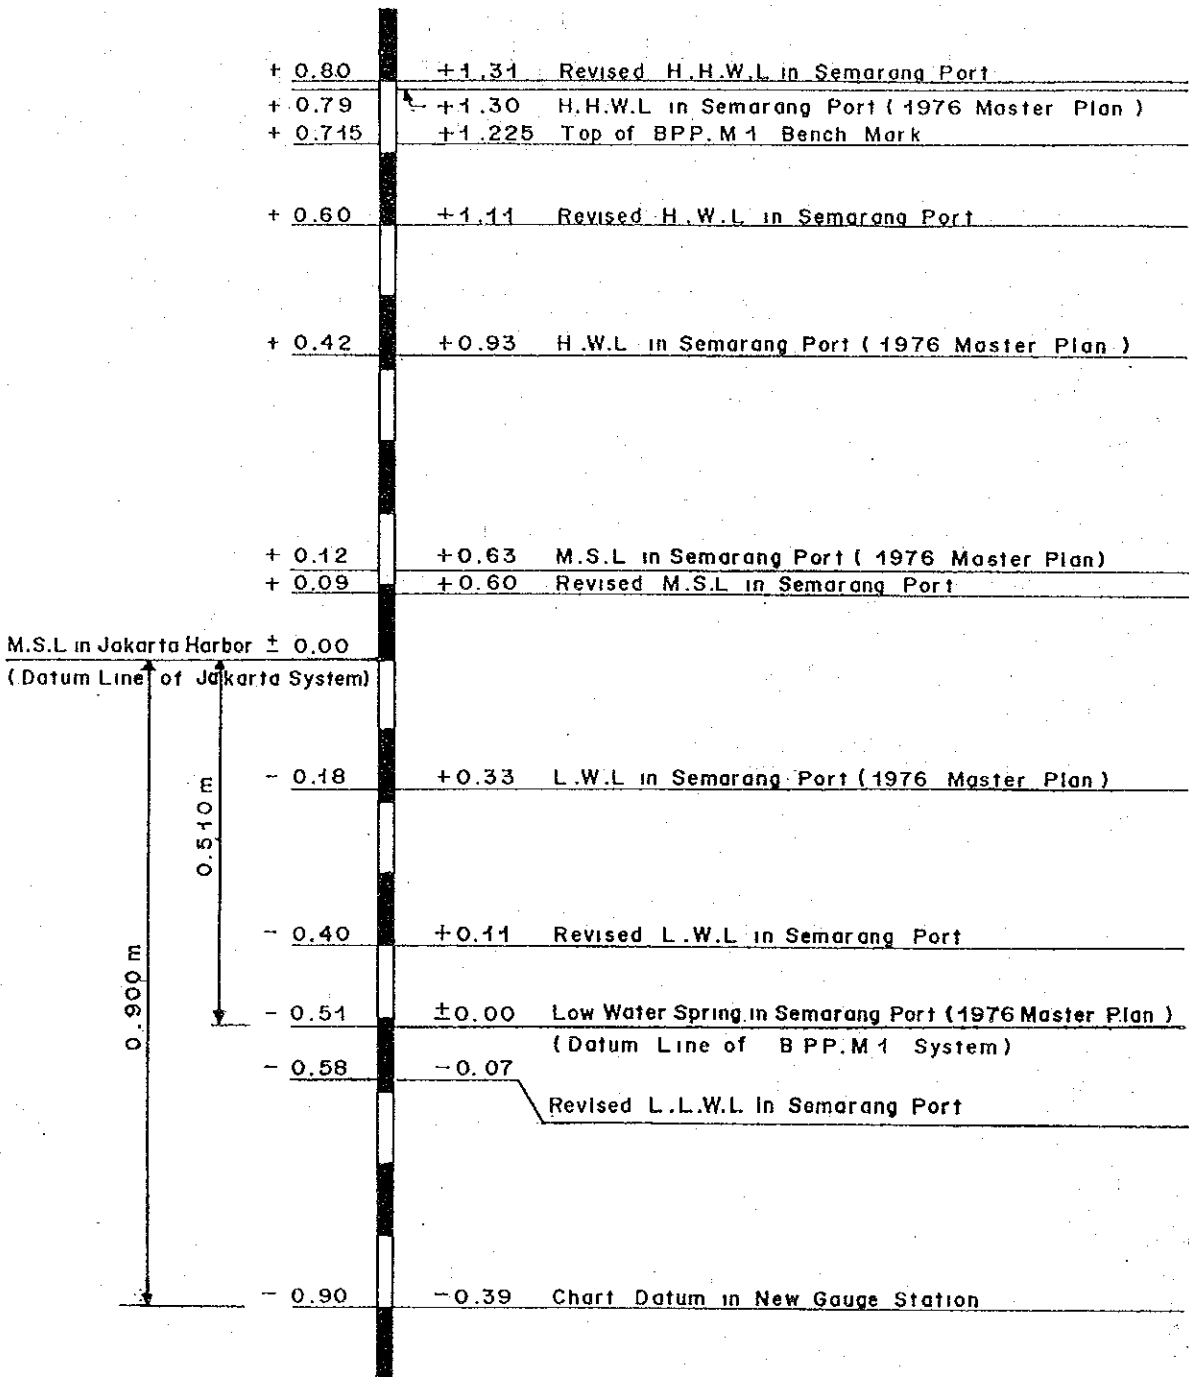 + 0.80 +1.31 Revised H.H.W.L in Semarang Port
+ 0.79 +1.30 H.H.W.L in Semarang Port ( 1976 Master Plan )
+ 0.715 +1.225 Top of BPP.M1 Bench Mark
+ 0.60 +1.11 Revised H.W.L in Semarang Port
+ 0.42 +0.93 H.W.L in Semarang Port ( 1976 Master Plan )
+ 0.12 +0.63 M.S.L in Semarang Port ( 1976 Master Plan)
+ 0.09 +0.60 Revised M.S.L in Semarang Port
M.S.L in Jakarta Harbor ± 0.00
(Datum Line of Jakarta System)
- 0.18 +0.33 L.W.L in Semarang Port (1976 Master Plan )
0.510 m
- 0.40 +0.11 Revised L.W.L in Semarang Port
0.900 m
- 0.51 ±0.00 Low Water Spring in Semarang Port (1976 Master Plan )
(Datum Line of BPP.M1 System)
- 0.58 -0.07
Revised L.L.W.L in Semarang Port
- 0.90 -0.39 Chart Datum in New Gauge Station